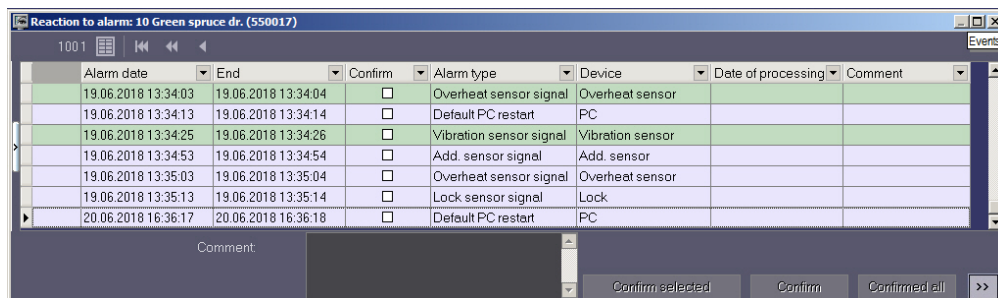 Reaction to alarm: 10 Green spruce dr. (550017)
1001
Events
Alarm date End Confirm Alarm type Device Date of processing Comment
19.06.2018 13:34:03 19.06.2018 13:34:04 Overheat sensor signal Overheat sensor
19.06.2018 13:34:13 19.06.2018 13:34:14 Default PC restart PC
19.06.2018 13:34:25 19.06.2018 13:34:26 Vibration sensor signal Vibration sensor
19.06.2018 13:34:53 19.06.2018 13:34:54 Add. sensor signal Add. sensor
19.06.2018 13:35:03 19.06.2018 13:35:04 Overheat sensor signal Overheat sensor
19.06.2018 13:35:13 19.06.2018 13:35:14 Lock sensor signal Lock
20.06.2018 16:36:17 20.06.2018 16:36:18 Default PC restart PC
Comment:
Confirm selected Confirm Confirmed all >>